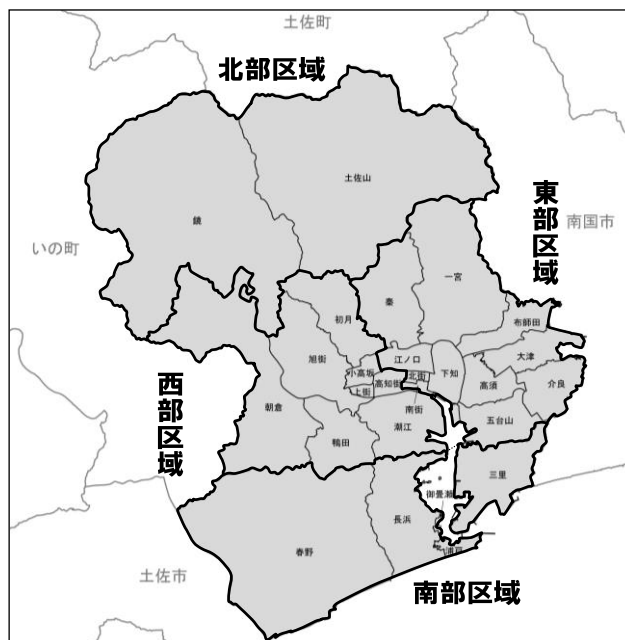 土佐町
北部区域
土佐山
鏡
東部区域
南国市
いの町
一宮
秦
初月
布師田
旭街
江ノ口
下知
大津
小高坂
北街
高知街
上街
高須
介良
西部区域
朝倉
南街
潮江
五台山
鴨田
三里
御畳瀬
長浜
春野
浦戸
土佐市
南部区域